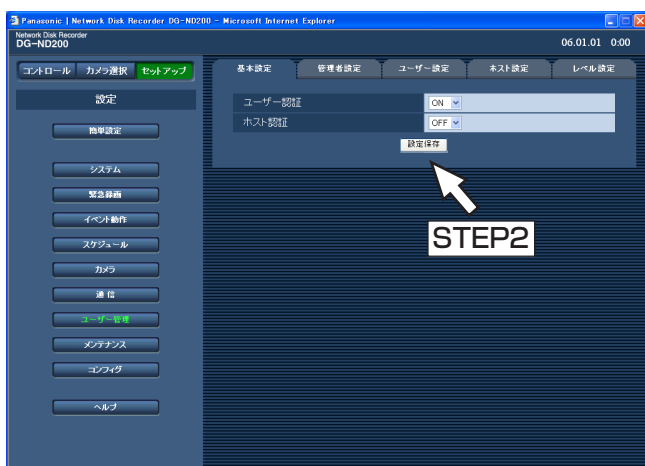 Panasonic | Network Disk Recorder DG-ND200 - Microsoft Internet Explorer
Network Disk Recorder
DG-ND200
06.01.01 0:00
コントロール カメラ選択 セットアップ
基本設定 管理者設定 ユーザー設定 ホスト設定 レベル設定
設定
ユーザー認証 ON
ホスト認証 OFF
設定保存
簡単設定
システム
緊急録画
イベント動作
スケジュール
カメラ
通信
ユーザー管理
メンテナンス
コンフィグ
ヘルプ
STEP2